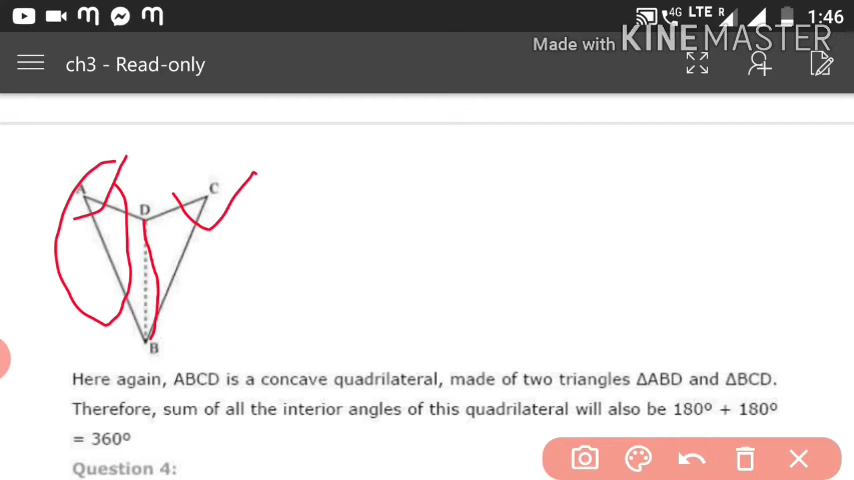 4G LTE R 1:46
Made with KINEMASTER
ch3 - Read-only
A
C
D
B
Here again, ABCD is a concave quadrilateral, made of two triangles ΔABD and ΔBCD.
Therefore, sum of all the interior angles of this quadrilateral will also be 180º + 180º
= 360º
Question 4: